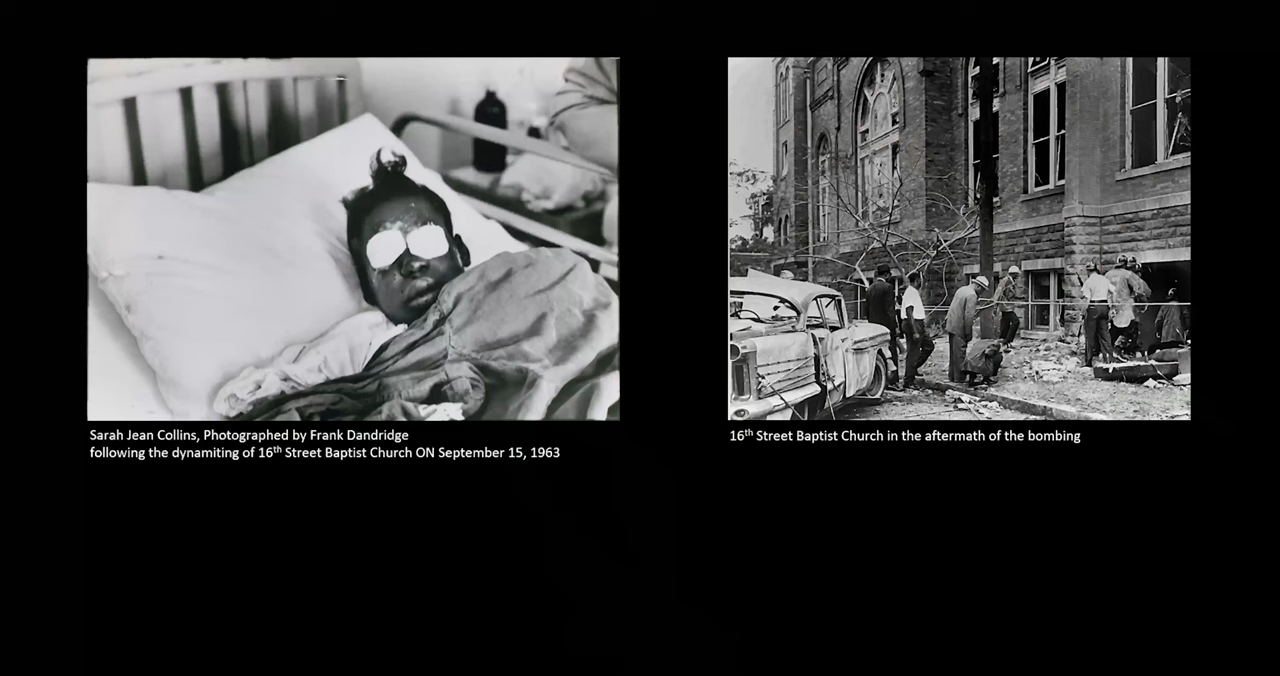 Sarah Jean Collins, Photographed by Frank Dandridge
following the dynamiting of 16th Street Baptist Church ON September 15, 1963
16th Street Baptist Church in the aftermath of the bombing